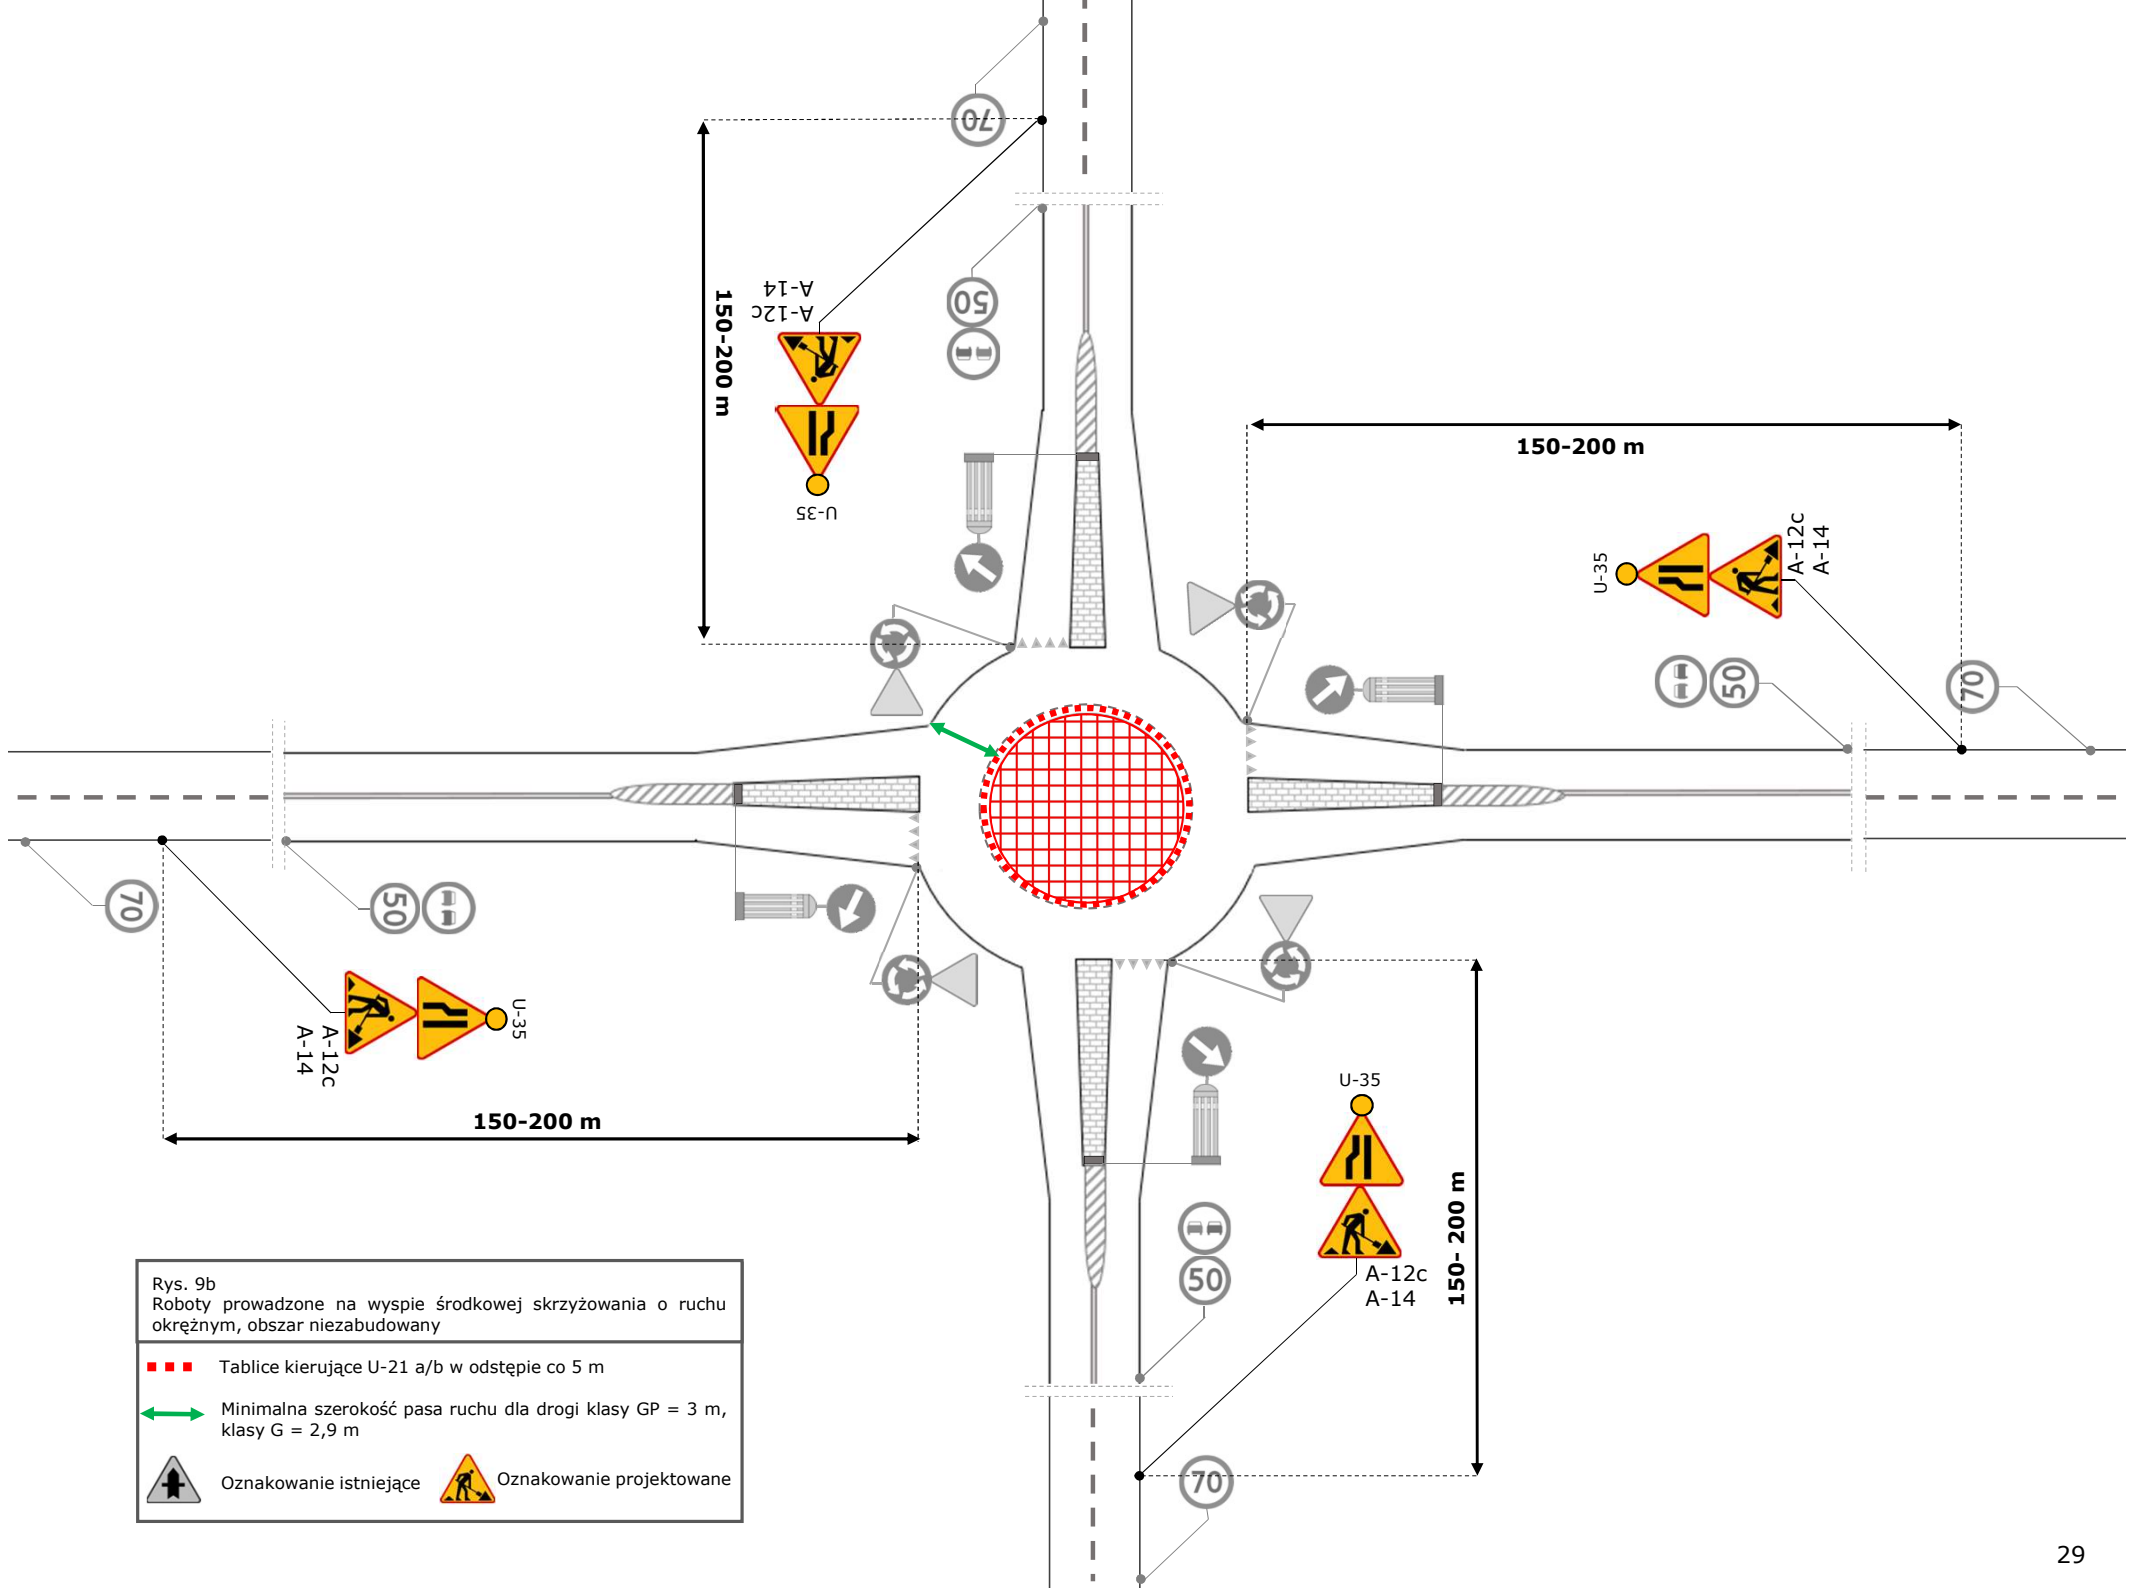 70
A-14
A-12c
150-200 m
50
U-35
150-200 m
U-35
A-12c
A-14
50
70
70
50
A-12c
A-14
U-35
150-200 m
U-35
A-12c
A-14
150- 200 m
50
70
Rys. 9b
Roboty prowadzone na wyspie środkowej skrzyżowania o ruchu
okrężnym, obszar niezabudowany
Tablice kierujące U-21 a/b w odstępie co 5 m
Minimalna szerokość pasa ruchu dla drogi klasy GP = 3 m,
klasy G = 2,9 m
Oznakowanie istniejące
Oznakowanie projektowane
29